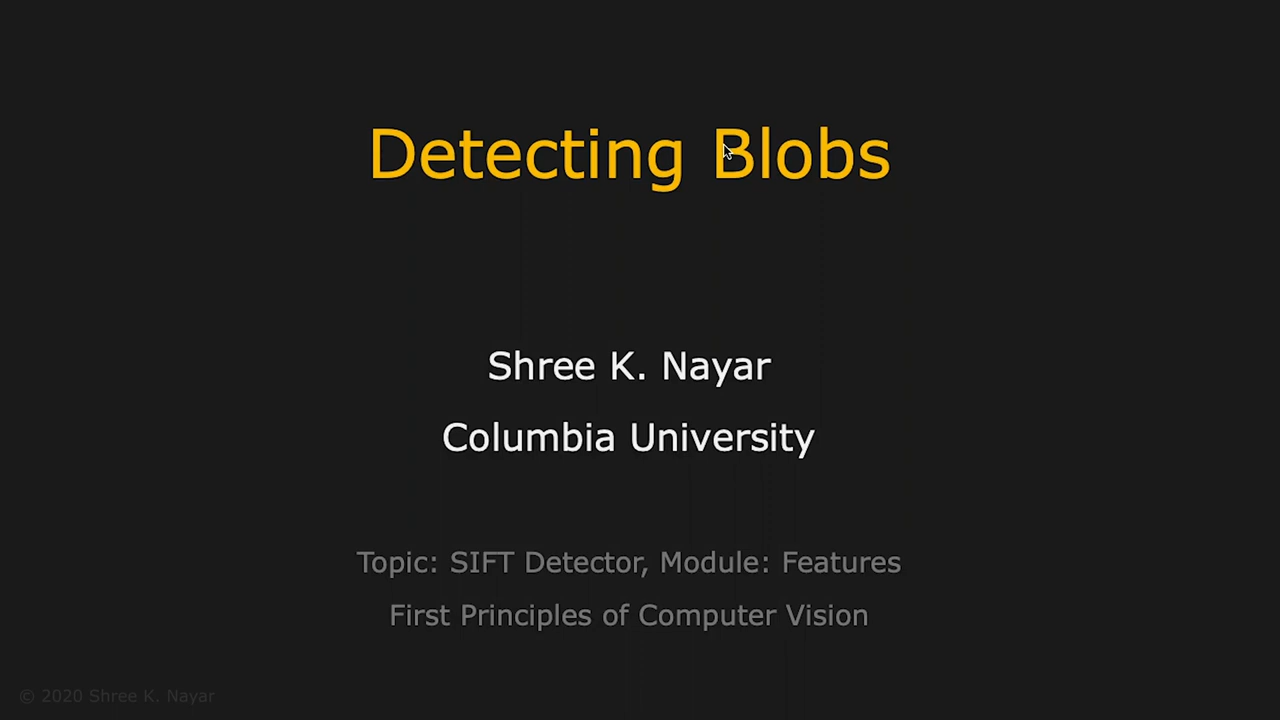 Detecting Blobs
Shree K. Nayar
Columbia University
Topic: SIFT Detector, Module: Features
First Principles of Computer Vision
© 2020 Shree K. Nayar